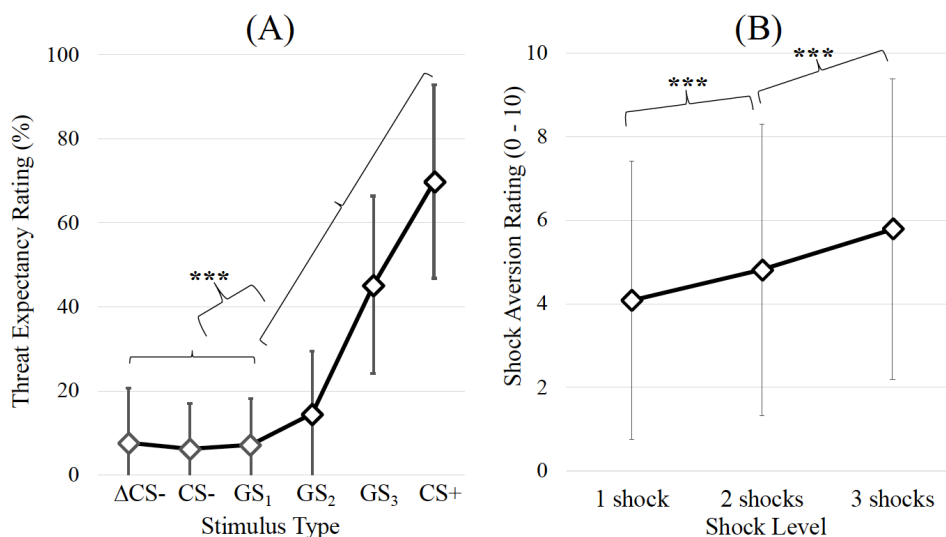 (A)
Threat Expectancy Rating (%)
100
80
60
40
20
0
***
ΔCS- CS- GS₁ GS₂ GS₃ CS+
Stimulus Type
(B)
Shock Aversion Rating (0 - 10)
10
8
6
4
2
0
***
***
1 shock 2 shocks 3 shocks
Shock Level